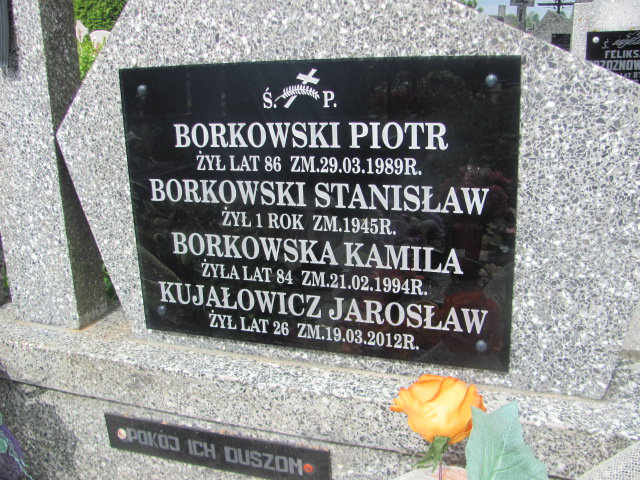 Ś. P.
BORKOWSKI PIOTR
ŻYŁ LAT 86 ZM.29.03.1989R.
BORKOWSKI STANISŁAW
ŻYŁ 1 ROK ZM.1945R.
BORKOWSKA KAMILA
ŻYŁA LAT 84 ZM.21.02.1994R.
KUJAŁOWICZ JAROSŁAW
ŻYŁ LAT 26 ZM.19.03.2012R.
POKÓJ ICH DUSZOM
Ś.
FELIKS